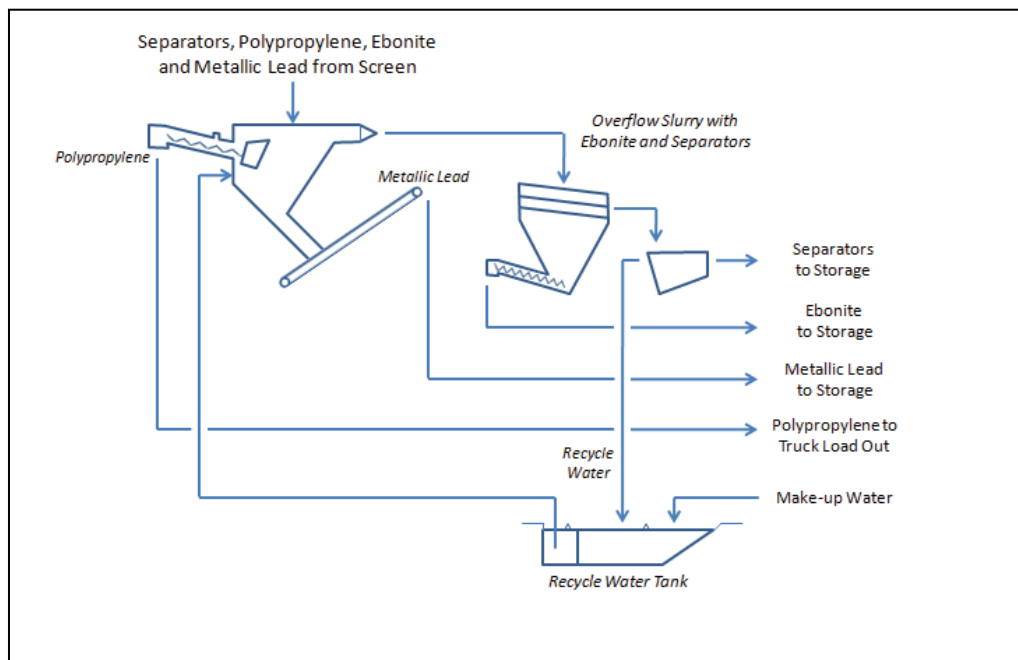 Separators, Polypropylene, Ebonite
and Metallic Lead from Screen
Overflow Slurry with
Ebonite and Separators
Polypropylene
Metallic Lead
Separators
to Storage
Ebonite
to Storage
Metallic Lead
to Storage
Polypropylene to
Truck Load Out
Recycle
Water
Make-up Water
Recycle Water Tank